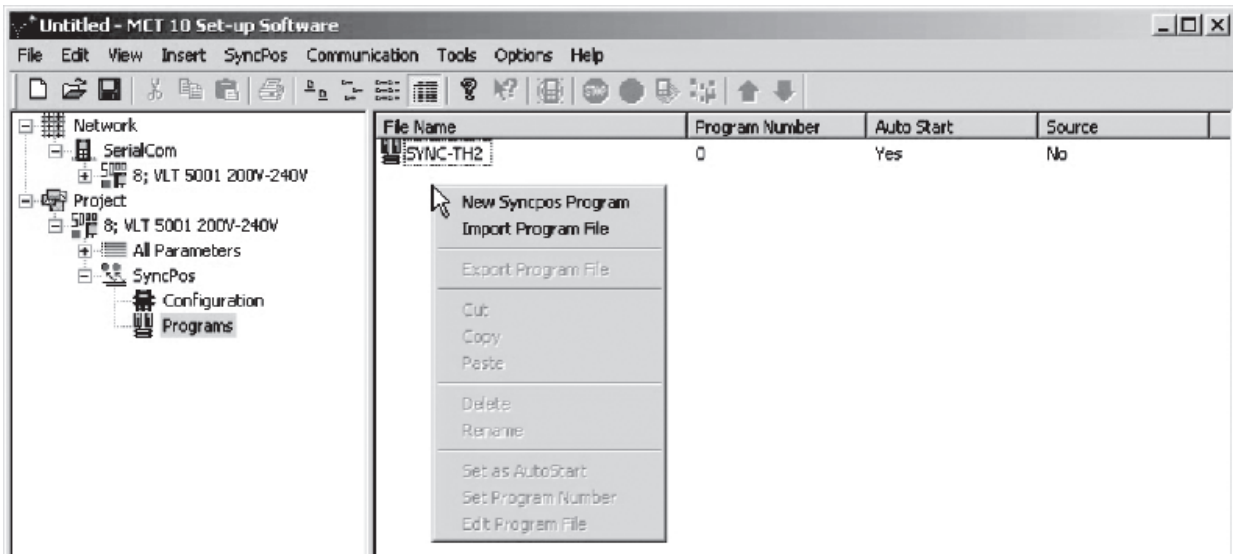 Untitled - MCT 10 Set-up Software
File Edit View Insert SyncPos Communication Tools Options Help
Network
SerialCom
8; VLT 5001 200V-240V
Project
8; VLT 5001 200V-240V
All Parameters
SyncPos
Configuration
Programs
File Name Program Number Auto Start Source
SYNC-TH2 0 Yes No
New Syncpos Program
Import Program File
Export Program File
Cut
Copy
Paste
Delete
Rename
Set as AutoStart
Set Program Number
Edit Program File